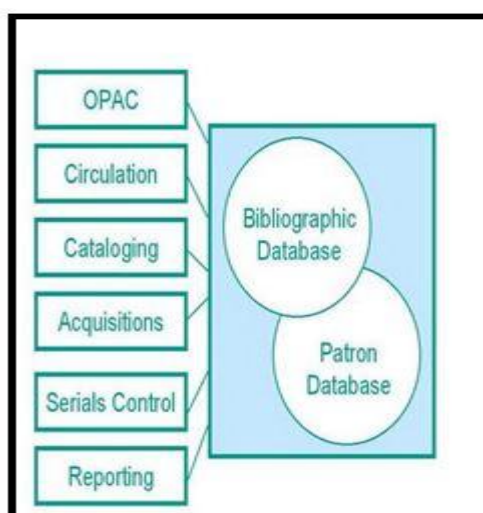 OPAC
Circulation
Cataloging
Acquisitions
Serials Control
Reporting
Bibliographic
Database
Patron
Database